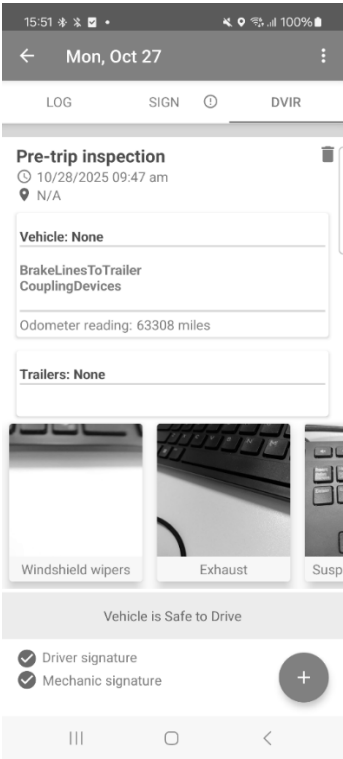 15:51
100%
Mon, Oct 27
LOG
SIGN
DVIR
Pre-trip inspection
10/28/2025 09:47 am
N/A
Vehicle: None
BrakeLinesToTrailer
CouplingDevices
Odometer reading: 63308 miles
Trailers: None
Windshield wipers
Exhaust
Susp
Vehicle is Safe to Drive
Driver signature
Mechanic signature